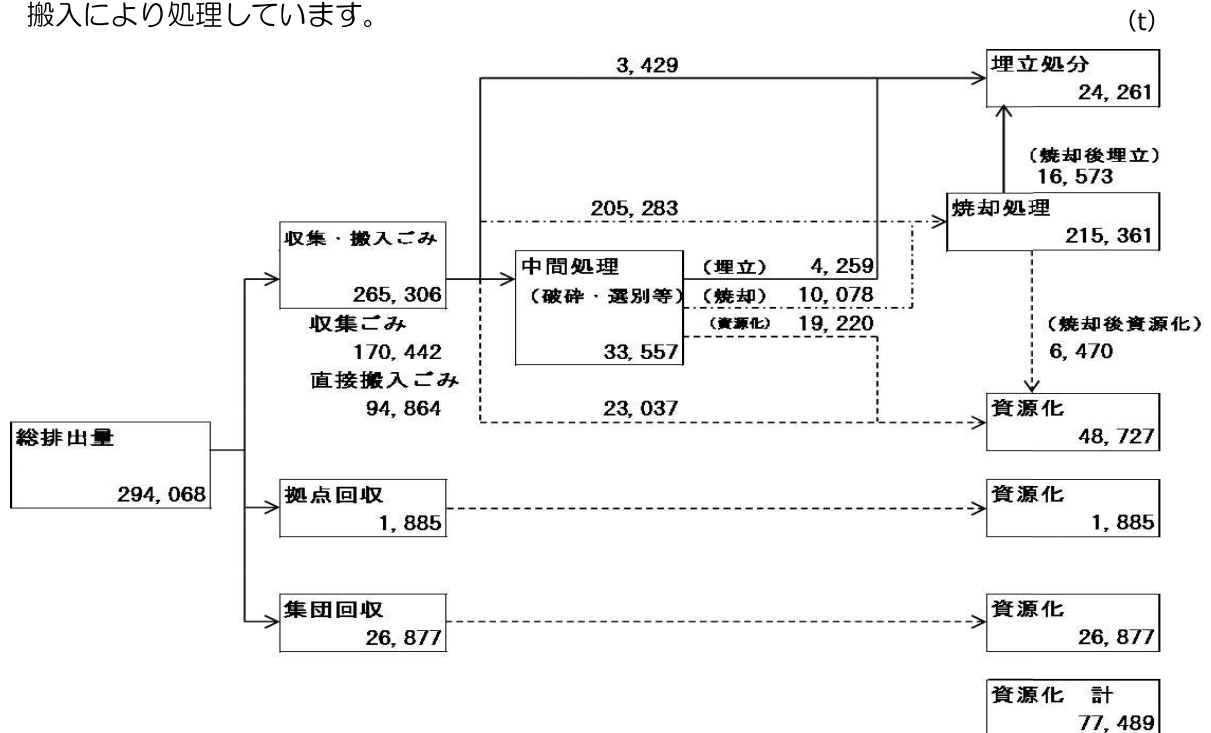 搬入により処理しています。
(t)
3,429
埋立処分
24,261
(焼却後埋立)
16,573
205,283
焼却処理
215,361
収集・搬入ごみ
265,306
収集ごみ
170,442
直接搬入ごみ
94,864
中間処理
(破砕・選別等)
33,557
(埋立) 4,259
(焼却) 10,078
(資源化) 19,220
(焼却後資源化)
6,470
23,037
資源化
48,727
総排出量
294,068
拠点回収
1,885
資源化
1,885
集団回収
26,877
資源化
26,877
資源化 計
77,489